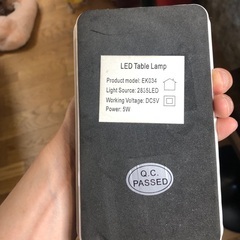 LED Table Lamp
Product model: EK034
Light Source: 2835LED
Working Voltage: DC5V
Power: 5W
Q.C.
PASSED